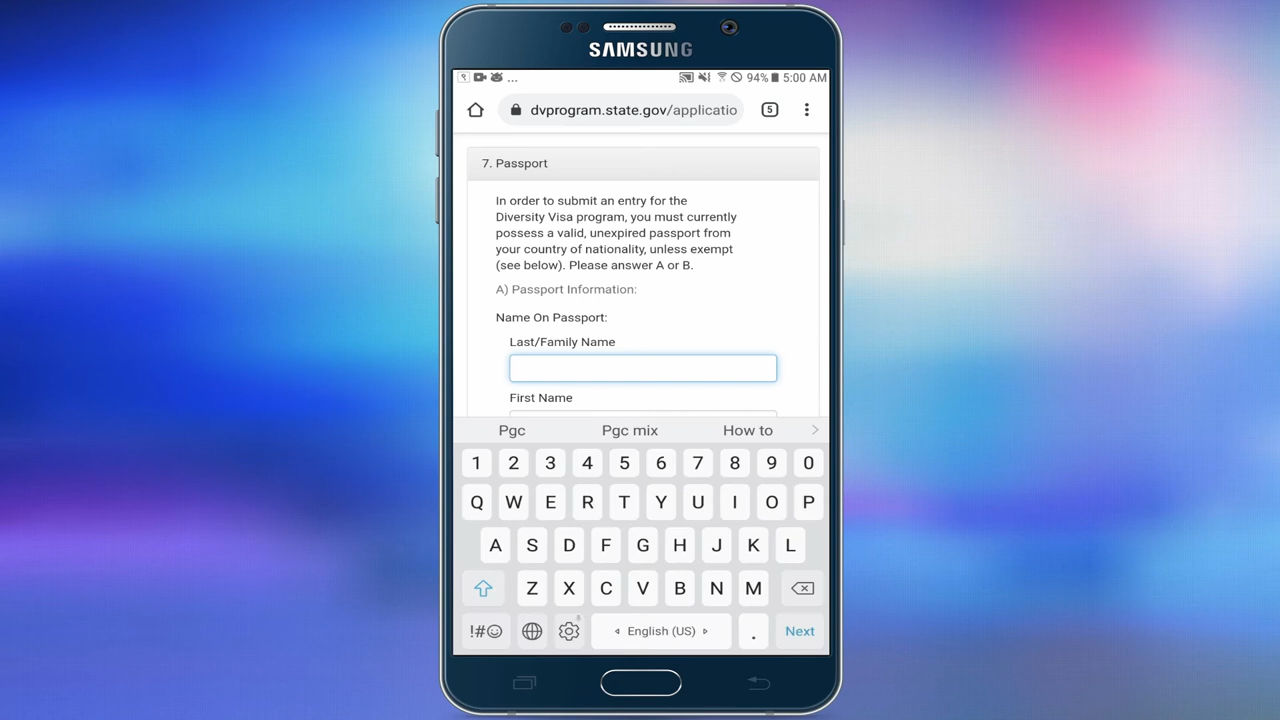 SAMSUNG
... 94% 5:00 AM
dvprogram.state.gov/applicatio 5
7. Passport
In order to submit an entry for the
Diversity Visa program, you must currently
possess a valid, unexpired passport from
your country of nationality, unless exempt
(see below). Please answer A or B.
A) Passport Information:
Name On Passport:
Last/Family Name
First Name
Pgc Pgc mix How to
1 2 3 4 5 6 7 8 9 0
Q W E R T Y U I O P
A S D F G H J K L
Z X C V B N M
!#☺ English (US) . Next